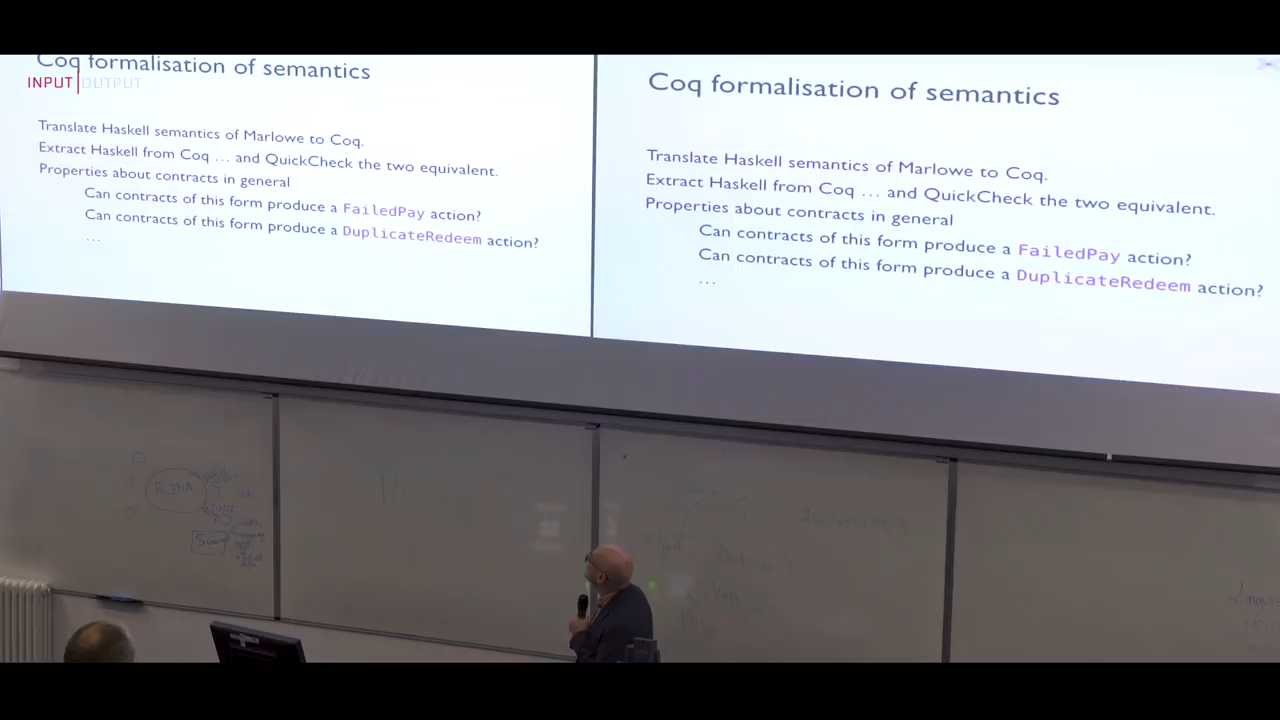 Coq formalisation of semantics
INPUT OUTPUT
Translate Haskell semantics of Marlowe to Coq.
Extract Haskell from Coq … and QuickCheck the two equivalent.
Properties about contracts in general
Can contracts of this form produce a FailedPay action?
Can contracts of this form produce a DuplicateRedeem action?
…
Coq formalisation of semantics
Translate Haskell semantics of Marlowe to Coq.
Extract Haskell from Coq … and QuickCheck the two equivalent.
Properties about contracts in general
Can contracts of this form produce a FailedPay action?
Can contracts of this form produce a DuplicateRedeem action?
…